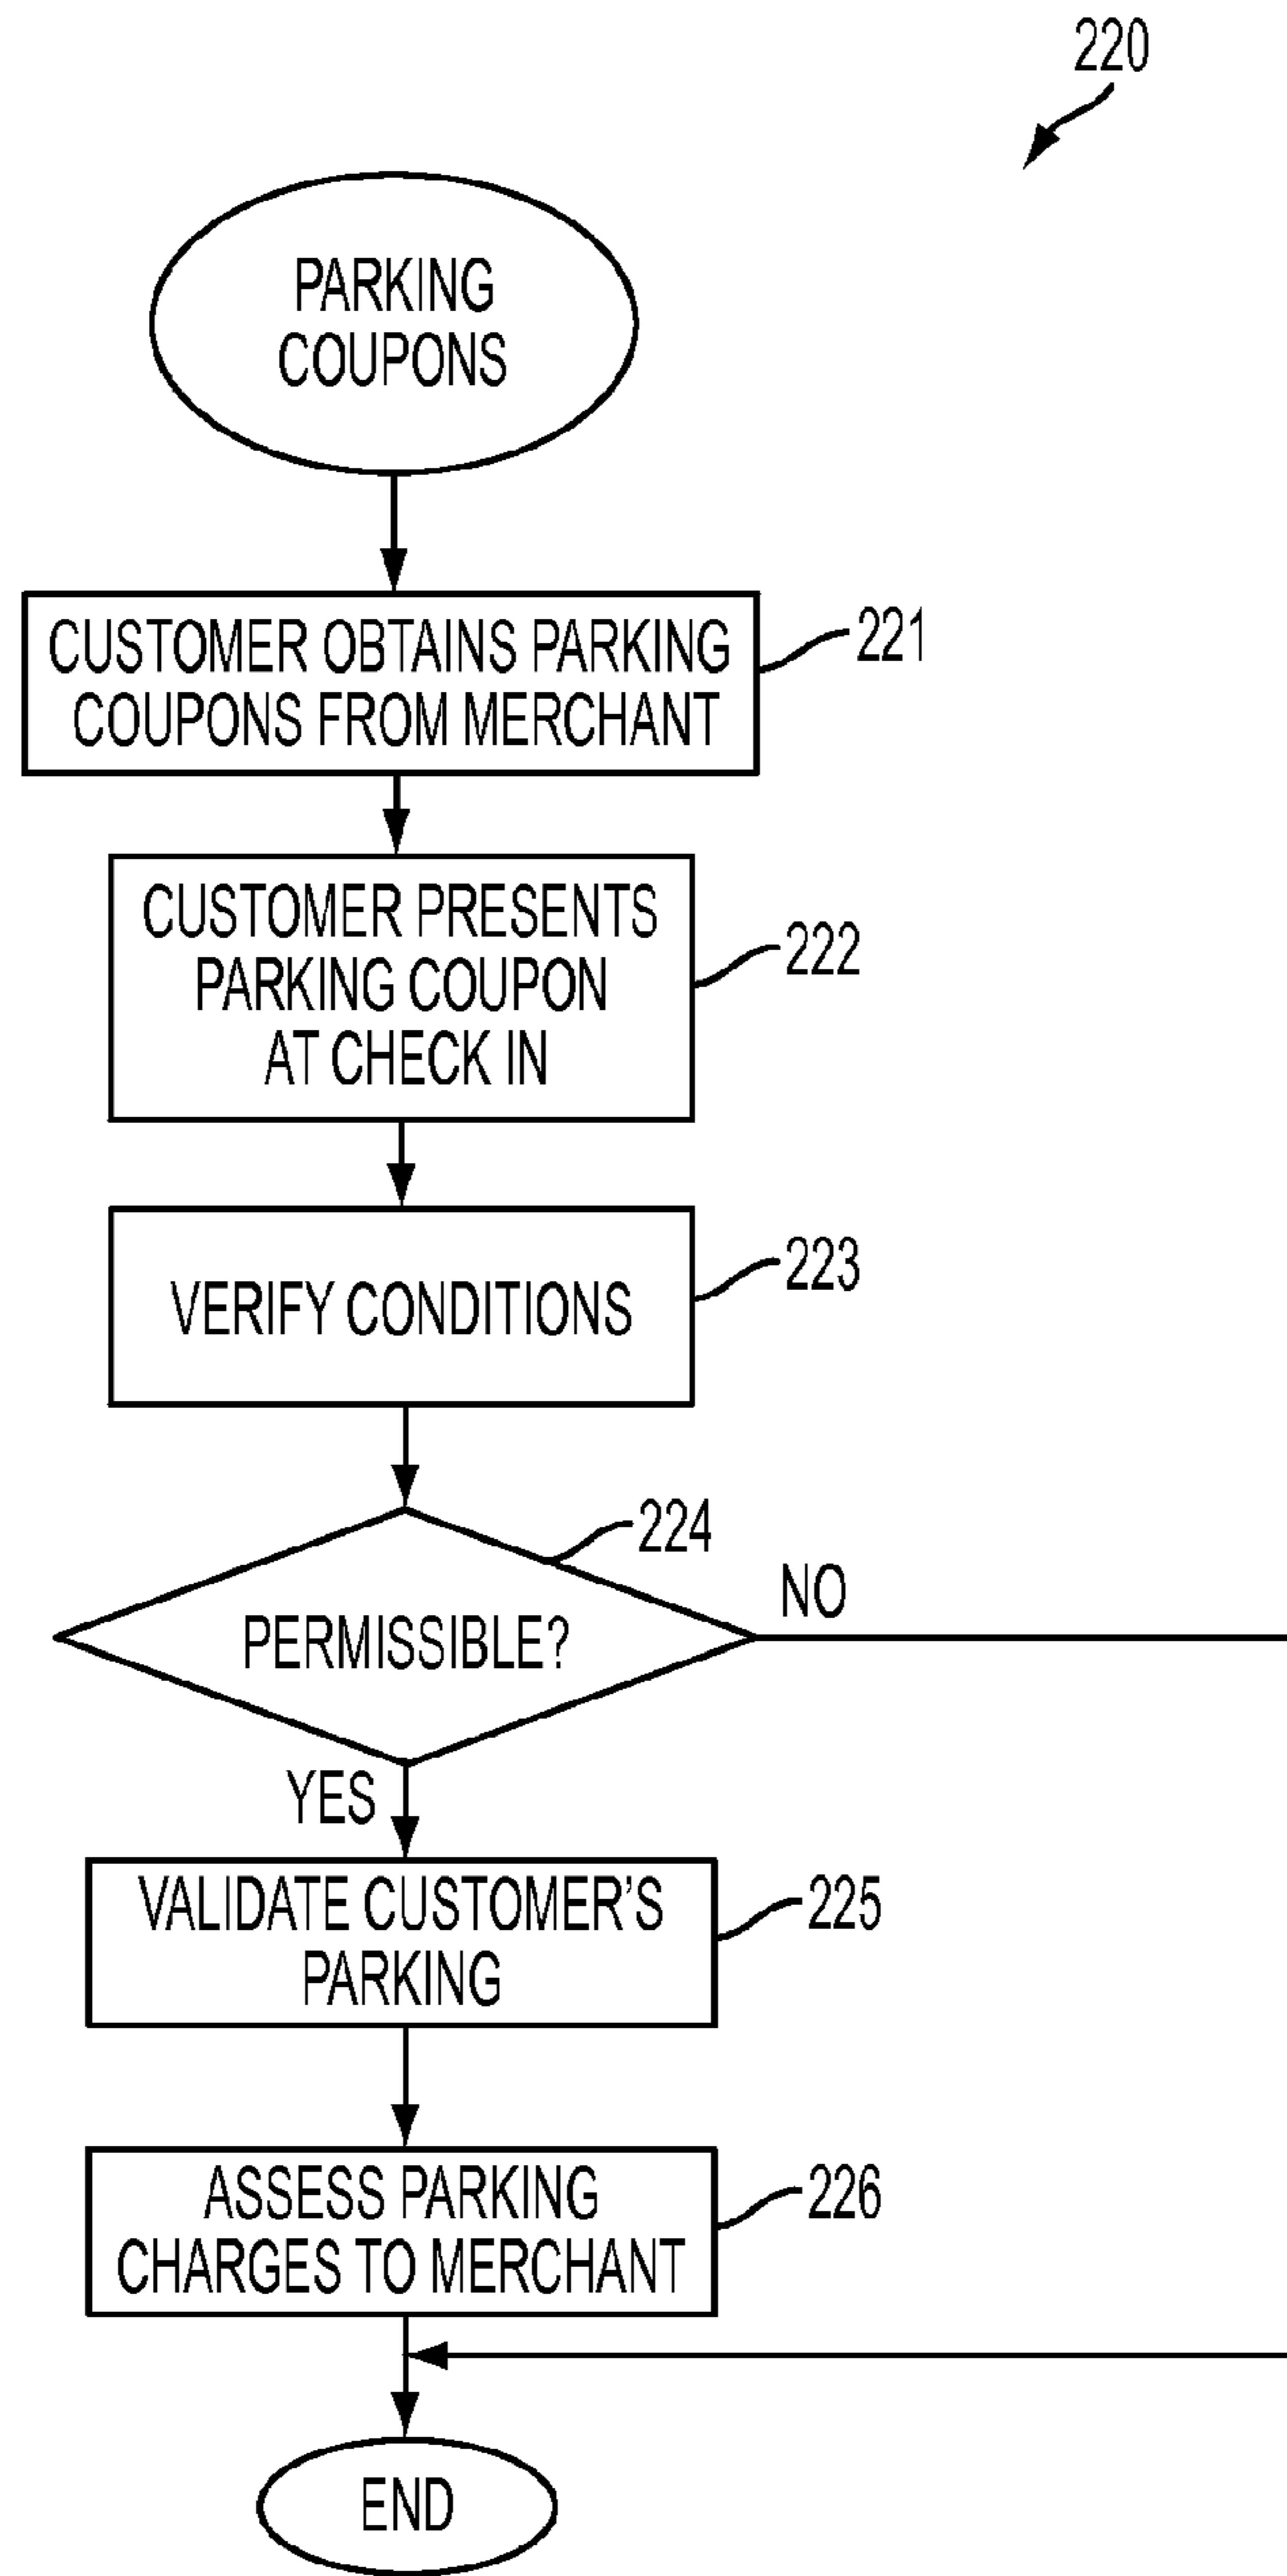 220
PARKING
COUPONS
CUSTOMER OBTAINS PARKING
COUPONS FROM MERCHANT
221
CUSTOMER PRESENTS
PARKING COUPON
AT CHECK IN
222
VERIFY CONDITIONS
223
224
PERMISSIBLE?
NO
YES
VALIDATE CUSTOMER'S
PARKING
225
ASSESS PARKING
CHARGES TO MERCHANT
226
END